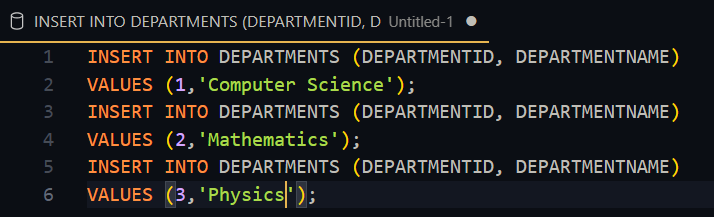 INSERT INTO DEPARTMENTS (DEPARTMENTID, D Untitled-1
1 INSERT INTO DEPARTMENTS (DEPARTMENTID, DEPARTMENTNAME)
2 VALUES (1,'Computer Science');
3 INSERT INTO DEPARTMENTS (DEPARTMENTID, DEPARTMENTNAME)
4 VALUES (2,'Mathematics');
5 INSERT INTO DEPARTMENTS (DEPARTMENTID, DEPARTMENTNAME)
6 VALUES (3,'Physics');